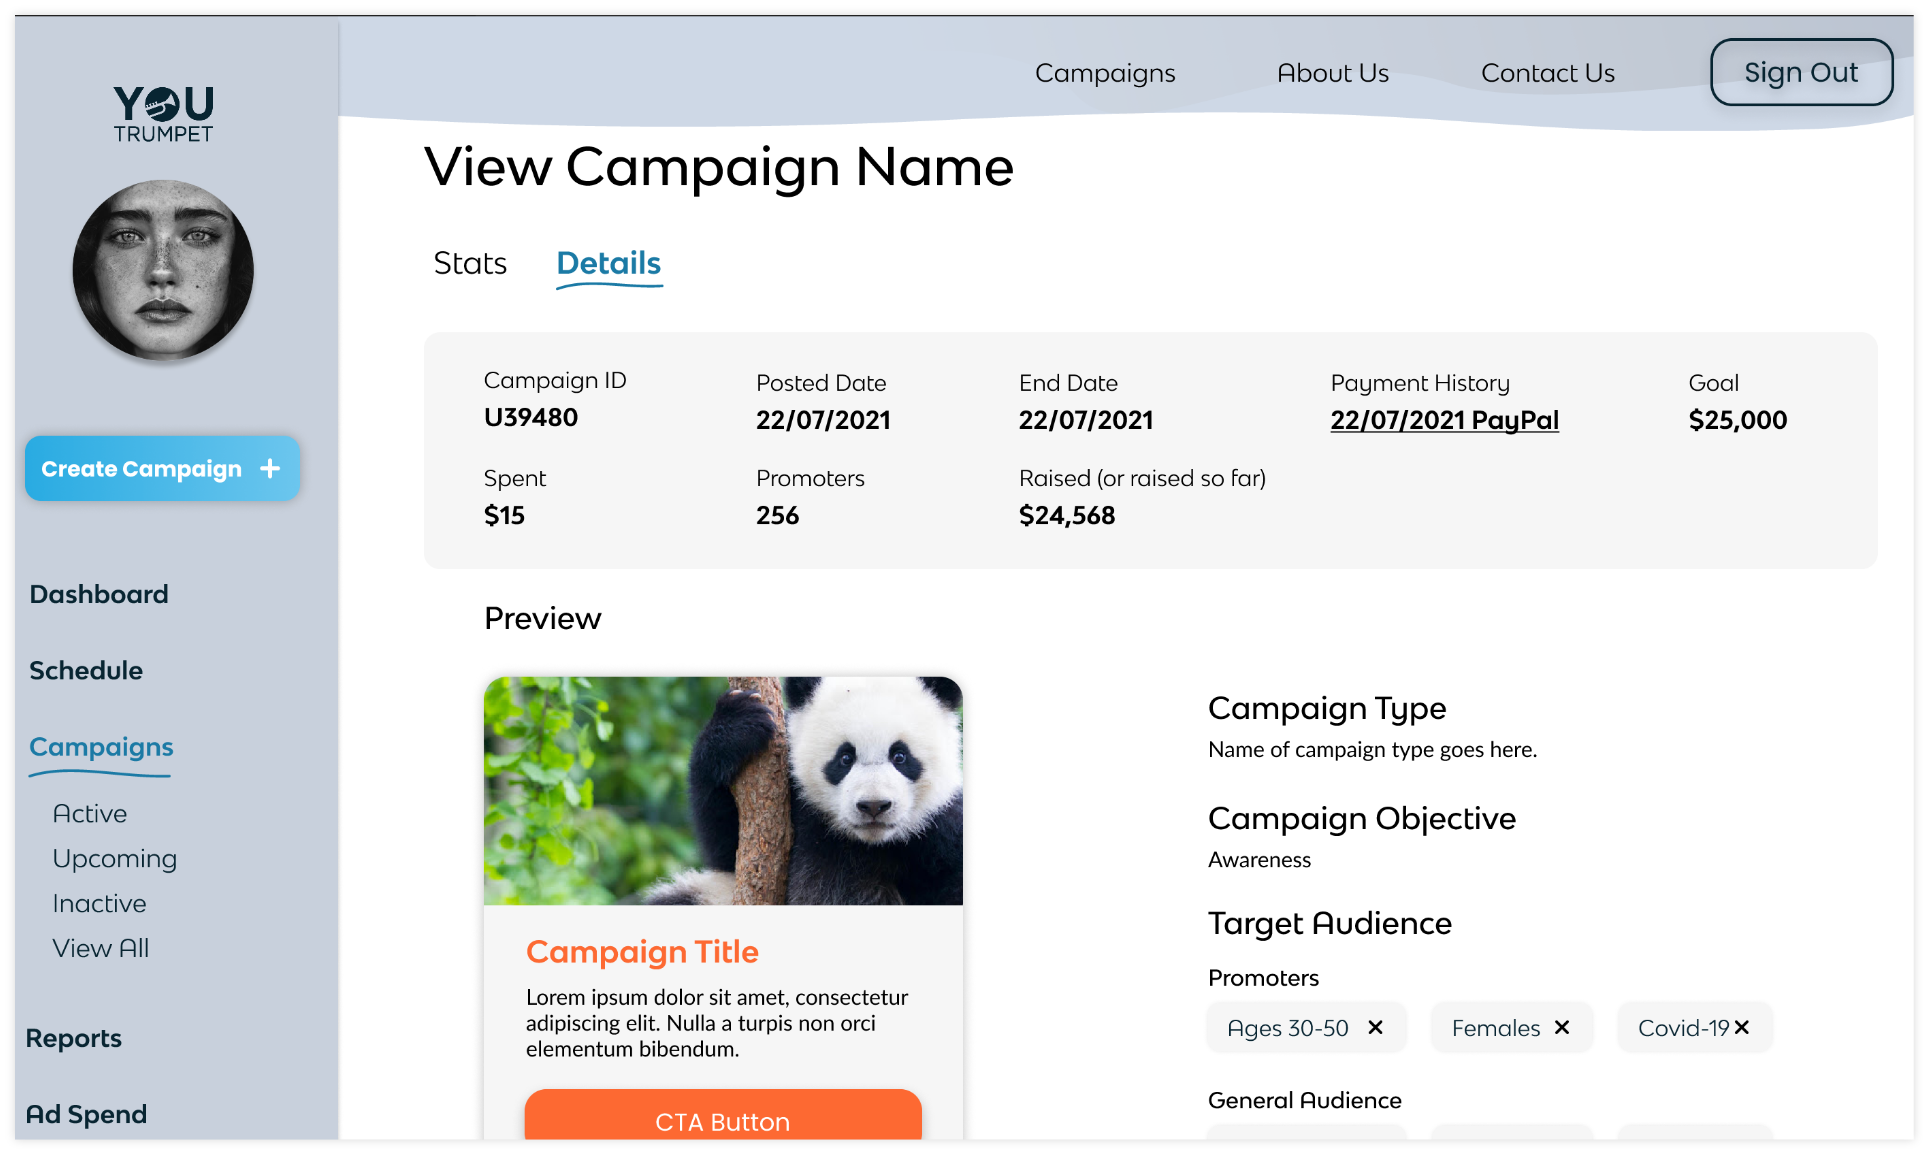 YOU
TRUMPET
Campaigns
About Us
Contact Us
Sign Out
View Campaign Name
Stats
Details
Campaign ID
U39480
Posted Date
22/07/2021
End Date
22/07/2021
Payment History
22/07/2021 PayPal
Goal
$25,000
Spent
$15
Promoters
256
Raised (or raised so far)
$24,568
Create Campaign +
Dashboard
Schedule
Campaigns
Active
Upcoming
Inactive
View All
Reports
Ad Spend
Preview
Campaign Title
Lorem ipsum dolor sit amet, consectetur
adipiscing elit. Nulla a turpis non orci
elementum bibendum.
CTA Button
Campaign Type
Name of campaign type goes here.
Campaign Objective
Awareness
Target Audience
Promoters
Ages 30-50 ✕
Females ✕
Covid-19 ✕
General Audience